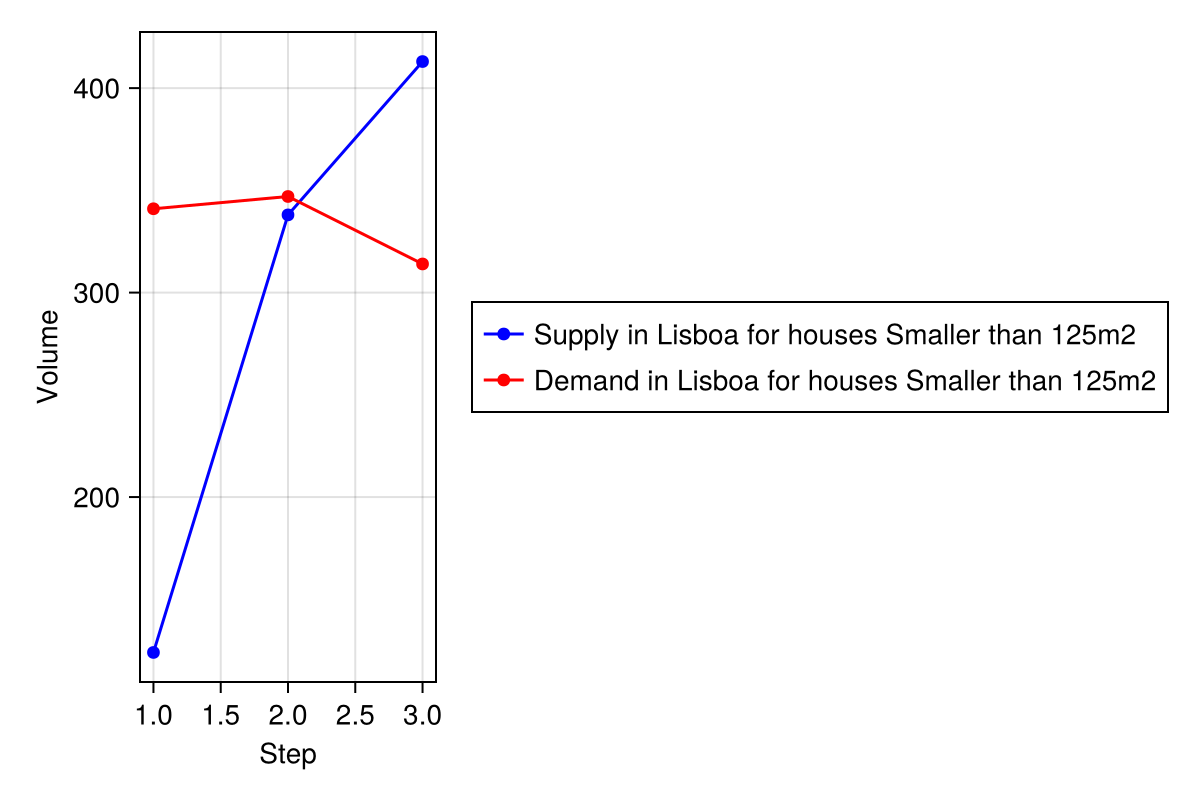 400
300
200
Volume
1.0 1.5 2.0 2.5 3.0
Step
Supply in Lisboa for houses Smaller than 125m2
Demand in Lisboa for houses Smaller than 125m2